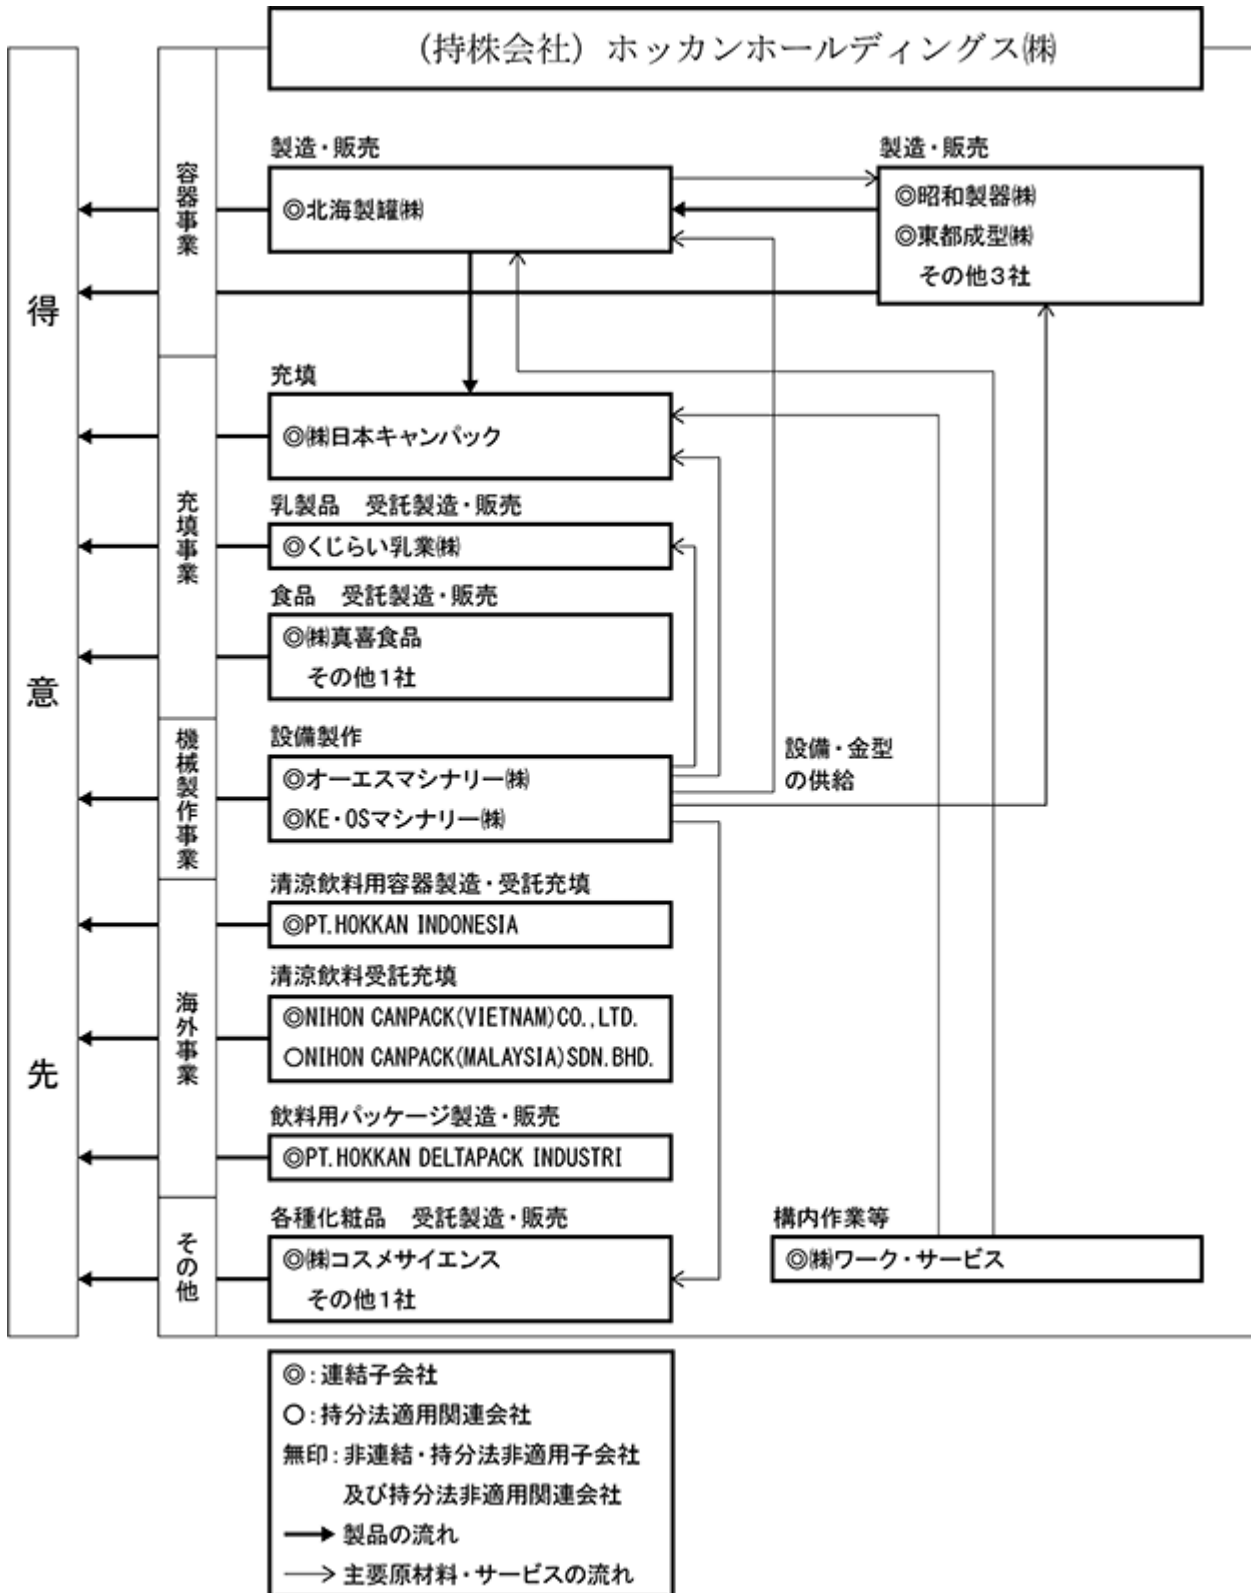 (持株会社) ホッカンホールディングス㈱
得意先
容器事業
製造・販売
◎北海製罐㈱
製造・販売
◎昭和製器㈱
◎東都成型㈱
その他3社
充填事業
充填
◎㈱日本キャンパック
乳製品　受託製造・販売
◎くじらい乳業㈱
食品　受託製造・販売
◎㈱真喜食品
その他1社
機械製作事業
設備製作
◎オーエスマシナリー㈱
◎KE・OSマシナリー㈱
設備・金型
の供給
海外事業
清涼飲料用容器製造・受託充填
◎PT.HOKKAN INDONESIA
清涼飲料受託充填
◎NIHON CANPACK(VIETNAM)CO.,LTD.
○NIHON CANPACK(MALAYSIA)SDN.BHD.
飲料用パッケージ製造・販売
◎PT.HOKKAN DELTAPACK INDUSTRI
その他
各種化粧品　受託製造・販売
◎㈱コスメサイエンス
その他1社
構内作業等
◎㈱ワーク・サービス
◎:連結子会社
○:持分法適用関連会社
無印:非連結・持分法非適用子会社
及び持分法非適用関連会社
製品の流れ
主要原材料・サービスの流れ